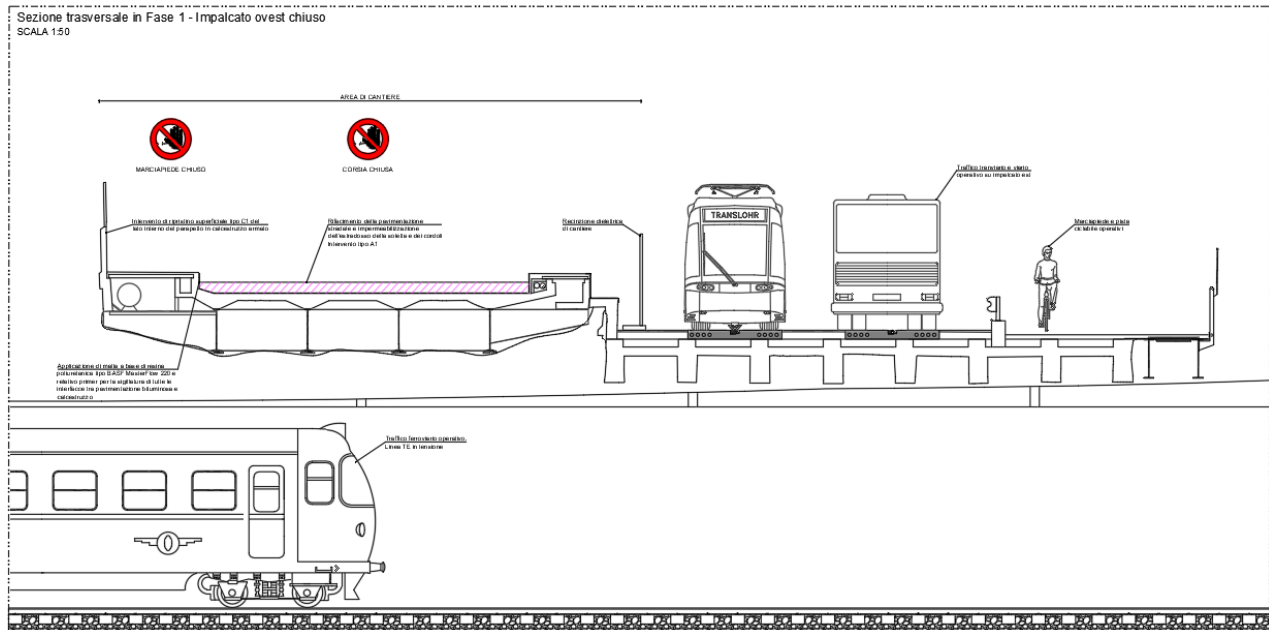 Sezione trasversale in Fase 1 - Impalcato ovest chiuso
SCALA 1:50
AREA DI CANTIERE
MARCIAPIEDE CHIUSO
CORSIA CHIUSA
Intervento di ripristino superficiale tipo C1 del
lato interno del parapetto in calcestruzzo armato
Rifacimento della pavimentazione
stradale e impermeabilizzazione
dell'estradosso della soletta e dei cordoli
Intervento tipo A1
Recinzione dielettrica
di cantiere
TRANSLOHR
Traffico tranviario e viario
operativo su impalcato est
Marciapiede e pista
ciclabile operativi
Applicazione di malta a base di resina
poliuretanica tipo BASF MasterFlow 220 e
relativo primer per la sigillatura di tutte le
interfacce tra pavimentazione bituminosa e
calcestruzzo
Traffico ferroviario operativo.
Linea TE in tensione